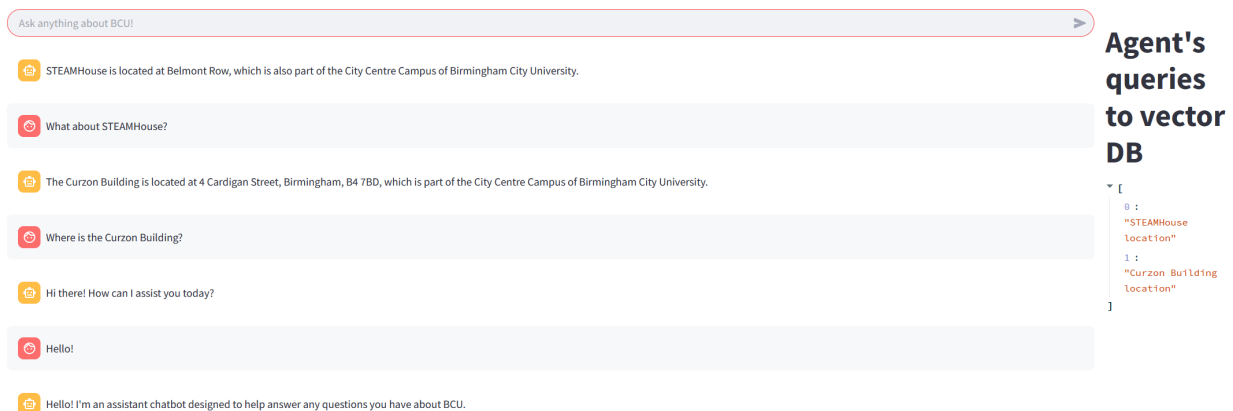 Ask anything about BCU!
STEAMHouse is located at Belmont Row, which is also part of the City Centre Campus of Birmingham City University.
What about STEAMHouse?
The Curzon Building is located at 4 Cardigan Street, Birmingham, B4 7BD, which is part of the City Centre Campus of Birmingham City University.
Where is the Curzon Building?
Hi there! How can I assist you today?
Hello!
Hello! I'm an assistant chatbot designed to help answer any questions you have about BCU.
Agent's
queries
to vector
DB
[
0 :
"STEAMHouse
location"
1 :
"Curzon Building
location"
]